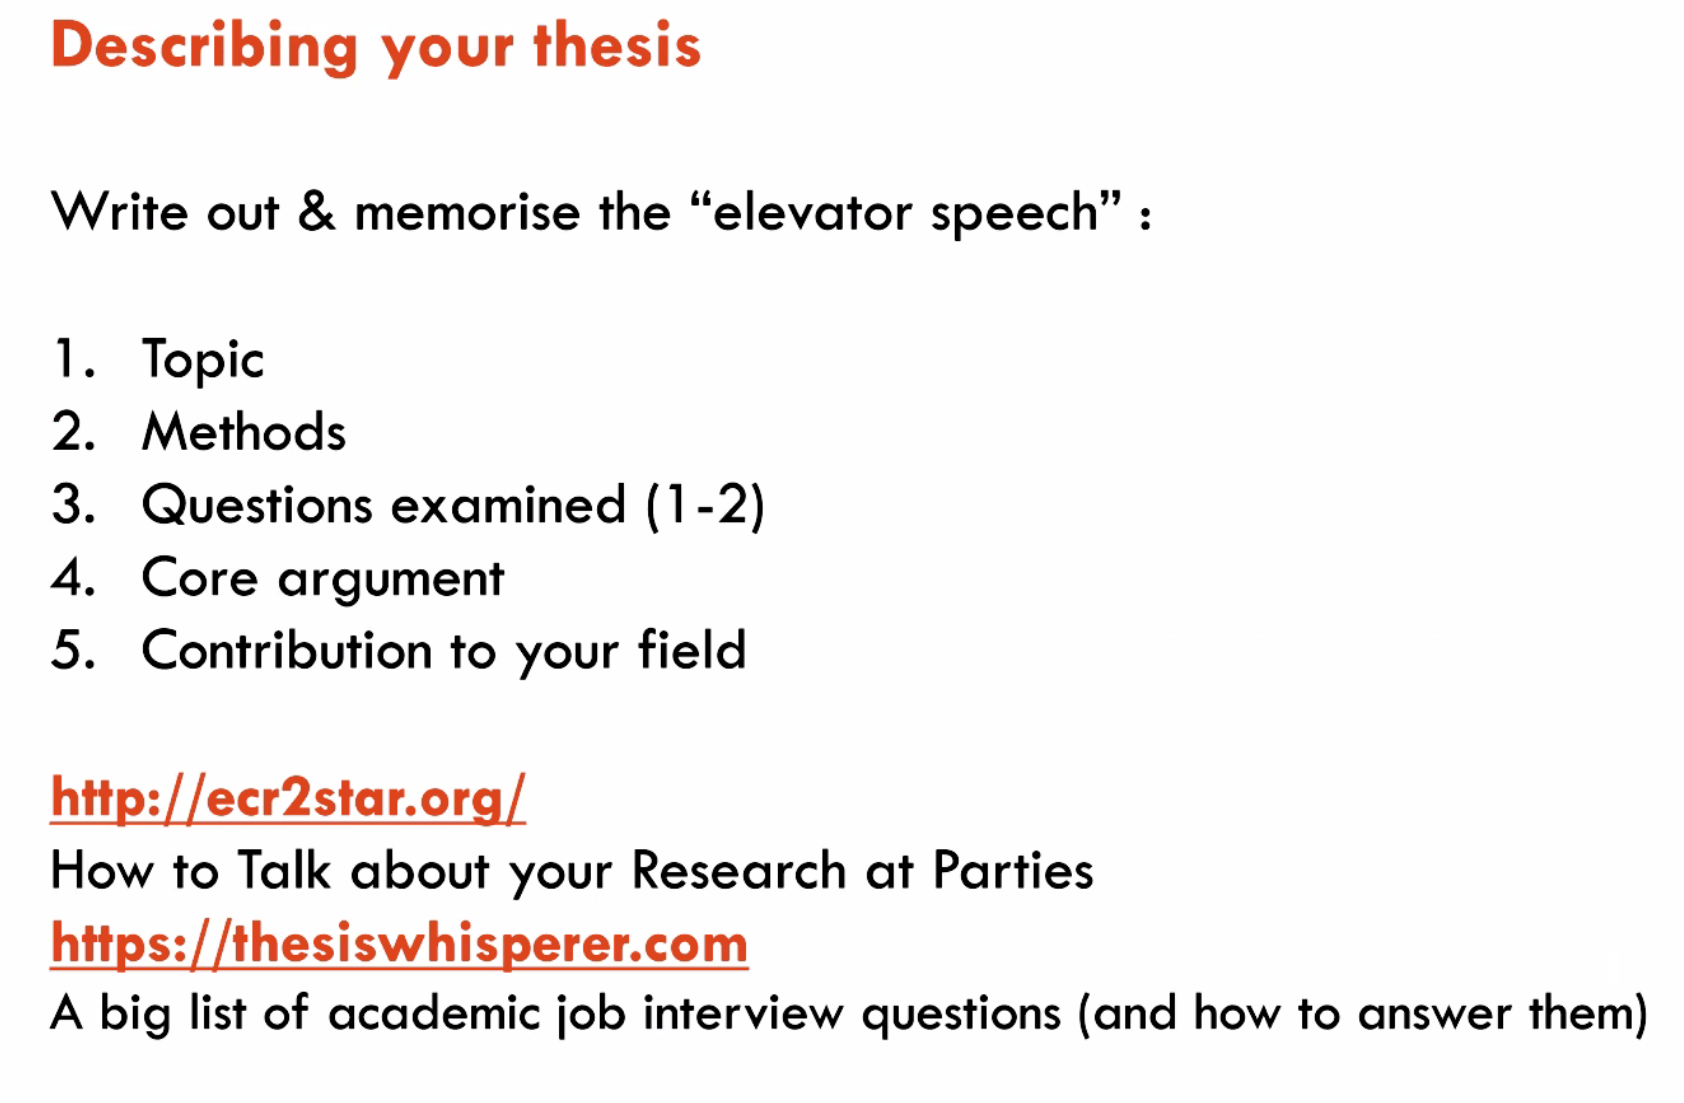 Describing your thesis
Write out & memorise the “elevator speech” :
1. Topic
2. Methods
3. Questions examined (1-2)
4. Core argument
5. Contribution to your field
http://ecr2star.org/
How to Talk about your Research at Parties
https://thesiswhisperer.com
A big list of academic job interview questions (and how to answer them)